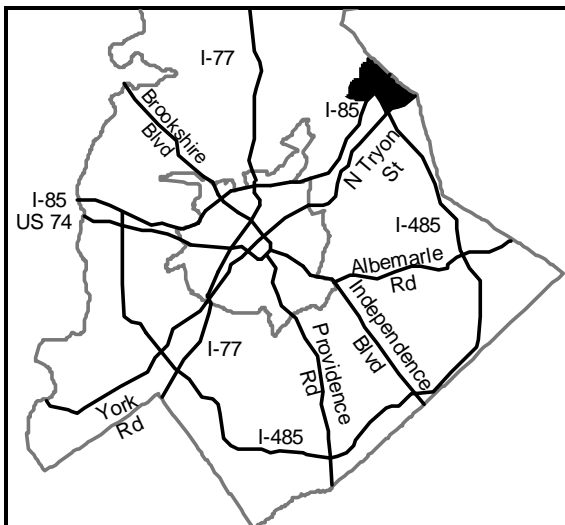 I-77
Brookshire
Blvd
I-85
N Tryon
St
I-85
US 74
I-485
Albemarle
Rd
Independence
Blvd
Providence
Rd
I-77
York
Rd
I-485